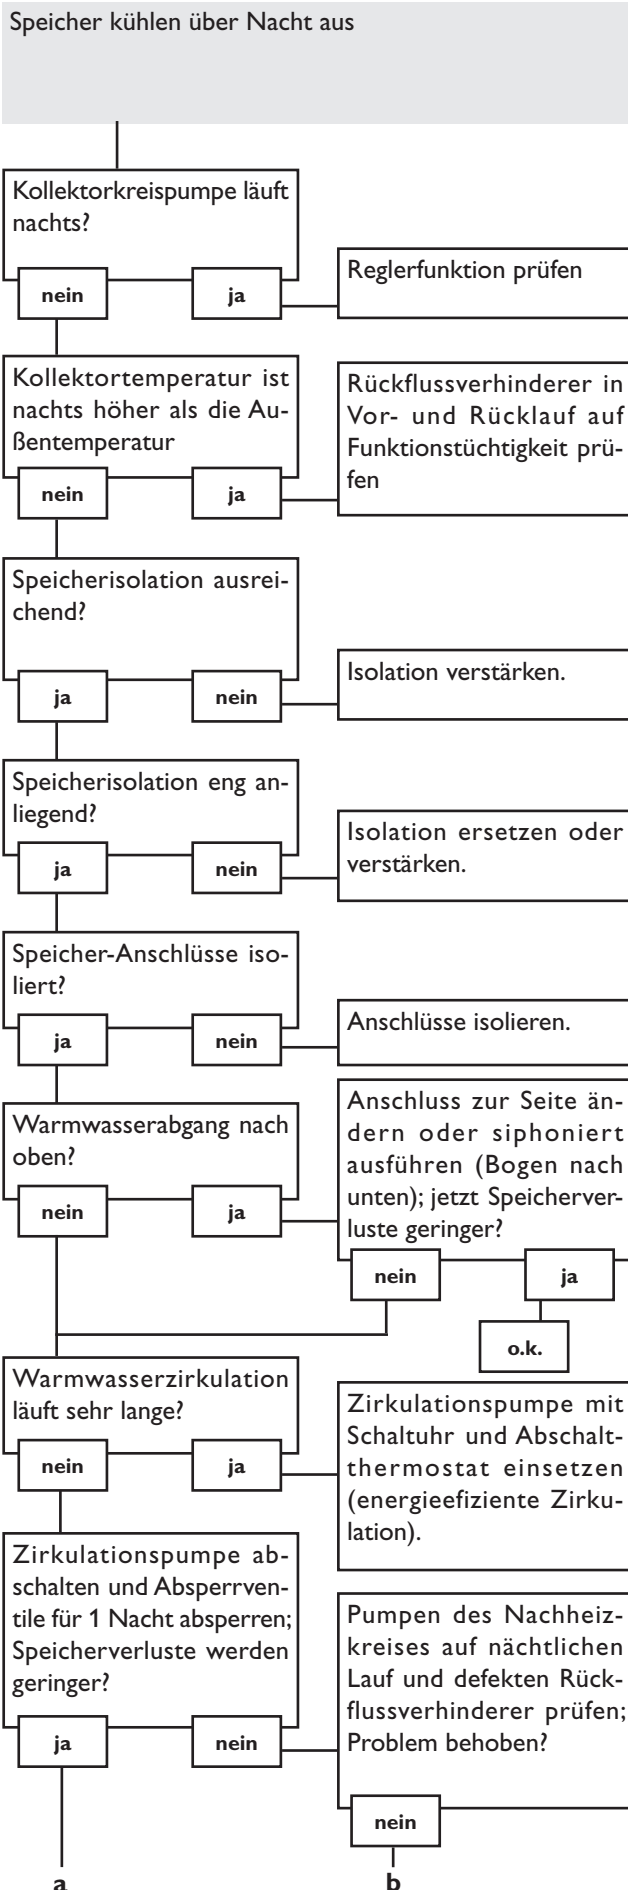 Speicher kühlen über Nacht aus
Kollektorkreispumpe läuft
nachts?
nein
ja
Reglerfunktion prüfen
Kollektortemperatur ist
nachts höher als die Au-
ßentemperatur
nein
ja
Rückflussverhinderer in
Vor- und Rücklauf auf
Funktionstüchtigkeit prü-
fen
Speicherisolation ausrei-
chend?
ja
nein
Isolation verstärken.
Speicherisolation eng an-
liegend?
ja
nein
Isolation ersetzen oder
verstärken.
Speicher-Anschlüsse iso-
liert?
ja
nein
Anschlüsse isolieren.
Warmwasserabgang nach
oben?
nein
ja
Anschluss zur Seite än-
dern oder siphoniert
ausführen (Bogen nach
unten); jetzt Speicherver-
luste geringer?
nein
ja
o.k.
Warmwasserzirkulation
läuft sehr lange?
nein
ja
Zirkulationspumpe mit
Schaltuhr und Abschalt-
thermostat einsetzen
(energieefiziente Zirku-
lation).
Zirkulationspumpe ab-
schalten und Absperrven-
tile für 1 Nacht absperren;
Speicherverluste werden
geringer?
ja
nein
Pumpen des Nachheiz-
kreises auf nächtlichen
Lauf und defekten Rück-
flussverhinderer prüfen;
Problem behoben?
nein
a
b